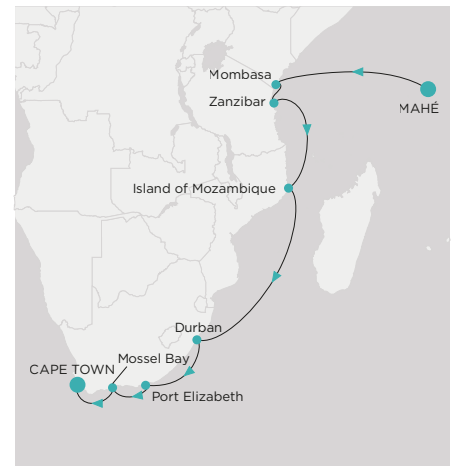 Mombasa
Zanzibar
MAHÉ
Island of Mozambique
Durban
Mossel Bay
CAPE TOWN
Port Elizabeth